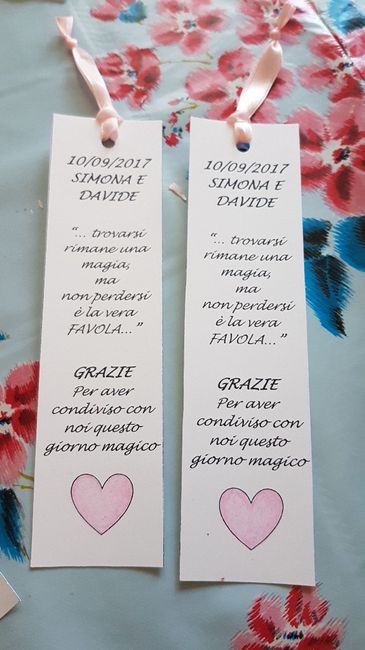 10/09/2017
SIMONA E
DAVIDE
"... trovarsi
rimane una
magia,
ma
non perdersi
è la vera
FAVOLA..."
GRAZIE
Per aver
condiviso con
noi questo
giorno magico
10/09/2017
SIMONA E
DAVIDE
"... trovarsi
rimane una
magia,
ma
non perdersi
è la vera
FAVOLA..."
GRAZIE
Per aver
condiviso con
noi questo
giorno magico